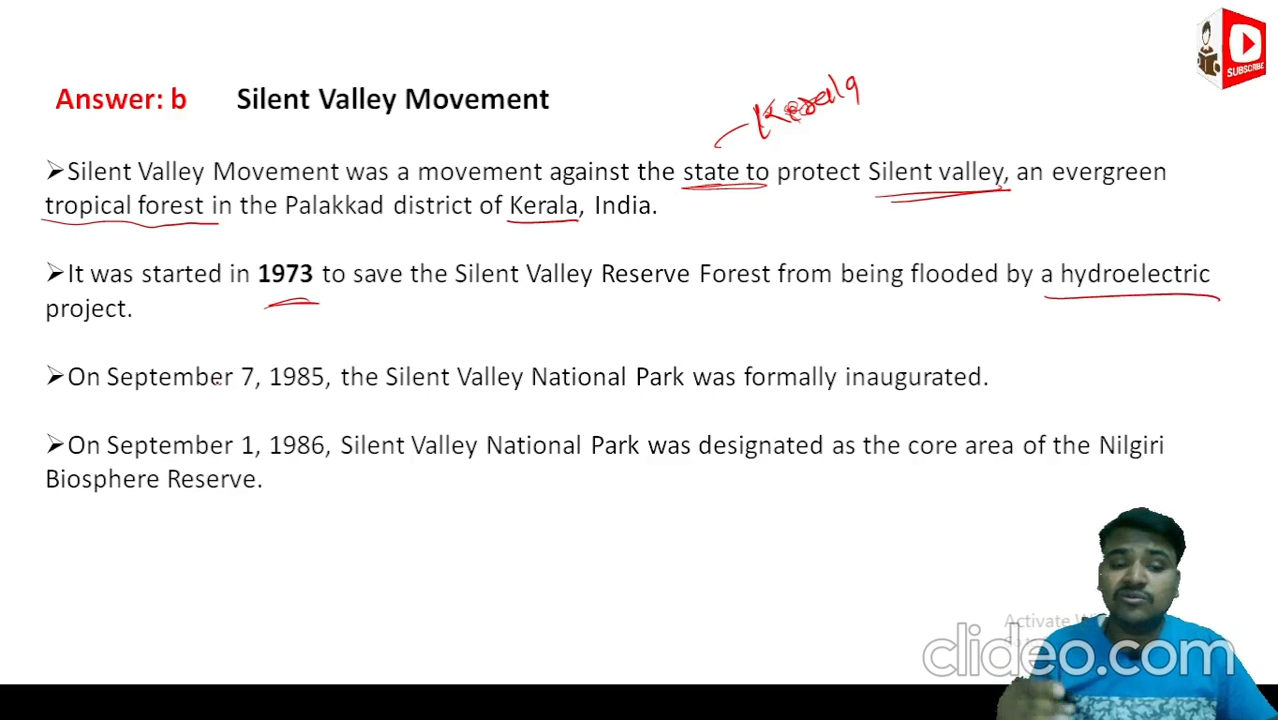 SUBSCRIBE
Answer: b Silent Valley Movement
Kerala
➢Silent Valley Movement was a movement against the state to protect Silent valley, an evergreen
tropical forest in the Palakkad district of Kerala, India.
➢It was started in 1973 to save the Silent Valley Reserve Forest from being flooded by a hydroelectric
project.
➢On September 7, 1985, the Silent Valley National Park was formally inaugurated.
➢On September 1, 1986, Silent Valley National Park was designated as the core area of the Nilgiri
Biosphere Reserve.
Activate
clideo.com